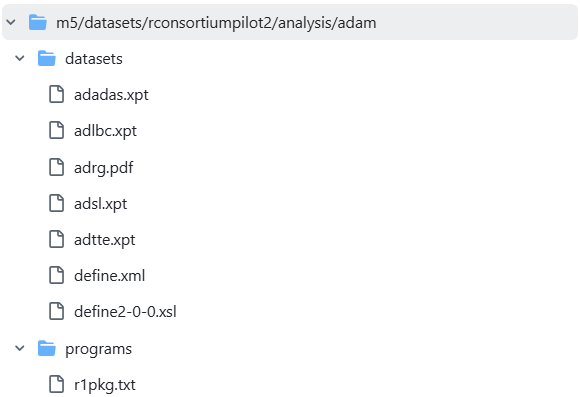 m5/datasets/rconsortiumpilot2/analysis/adam
datasets
adadas.xpt
adlbc.xpt
adrg.pdf
adsl.xpt
adtte.xpt
define.xml
define2-0-0.xsl
programs
r1pkg.txt